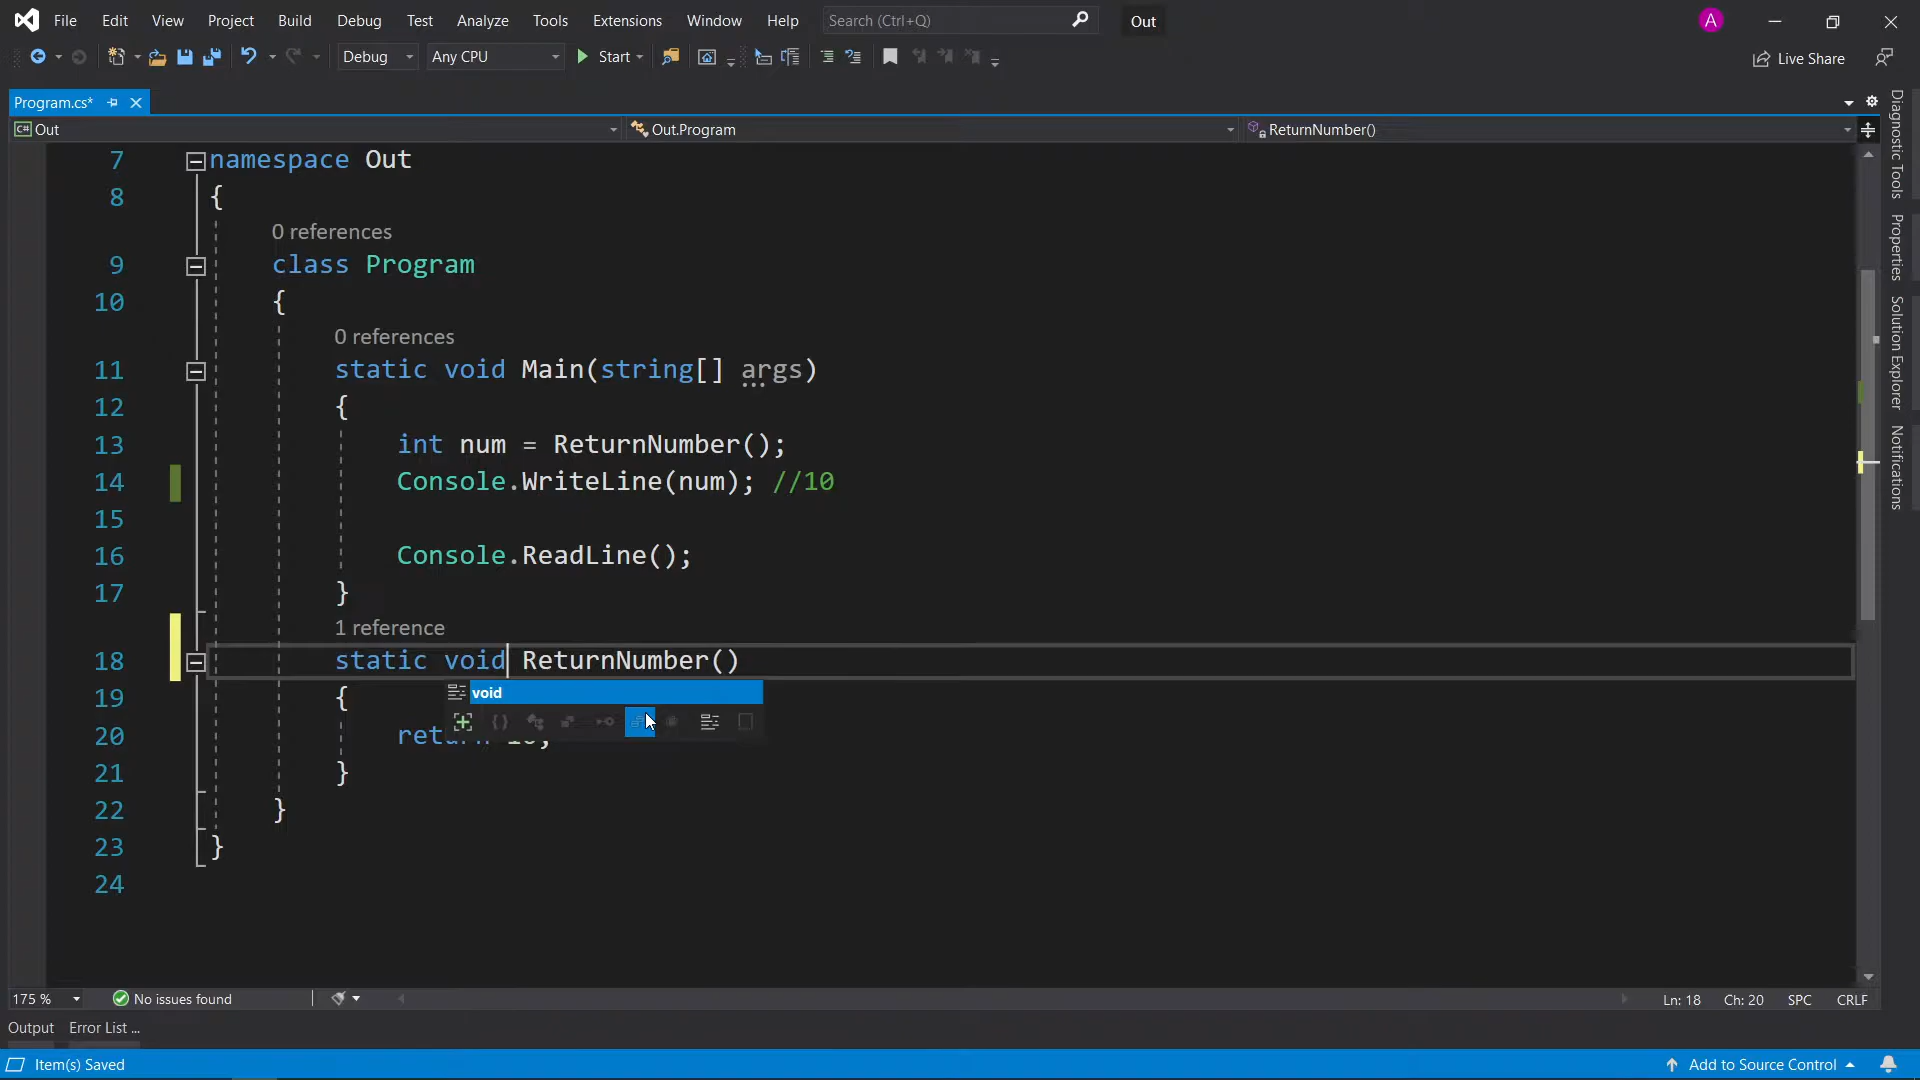 File Edit View Project Build Debug Test Analyze Tools Extensions Window Help Search (Ctrl+Q) Out A
Debug Any CPU Start Live Share
Program.cs*
C# Out Out.Program ReturnNumber()
7 namespace Out
8 {
0 references
9 class Program
10 {
0 references
11 static void Main(string[] args)
12 {
13 int num = ReturnNumber();
14 Console.WriteLine(num); //10
15
16 Console.ReadLine();
17 }
1 reference
18 static void ReturnNumber()
void
19 {
20 return
21 }
22 }
23 }
24
Diagnostic Tools
Properties
Solution Explorer
Notifications
175 % No issues found Ln: 18 Ch: 20 SPC CRLF
Output Error List ...
Item(s) Saved Add to Source Control